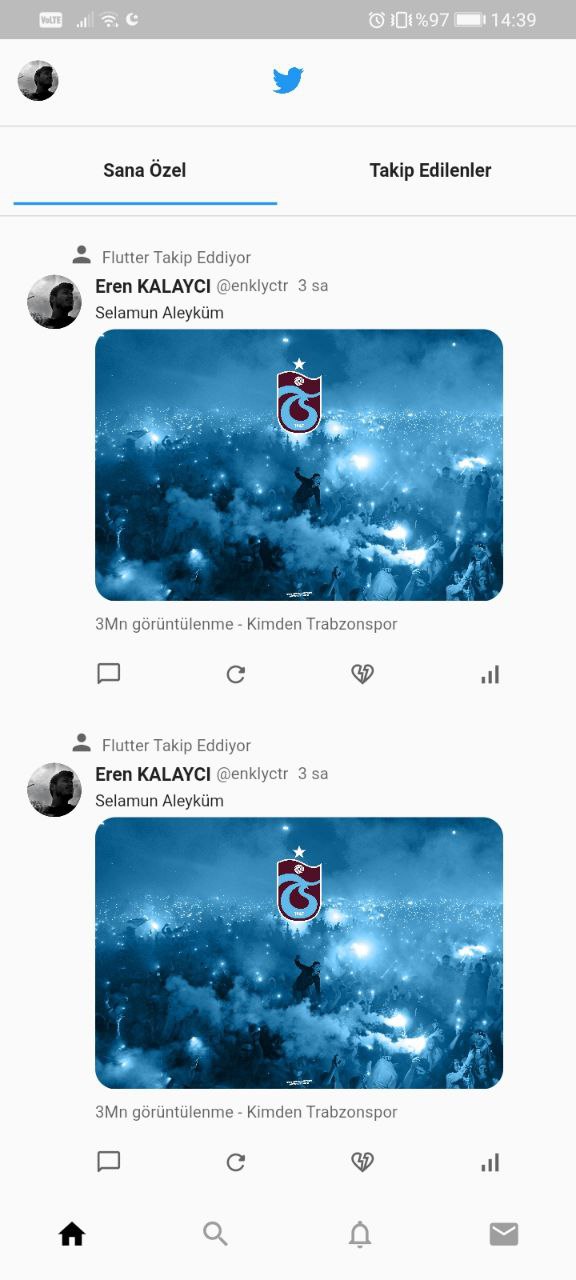 VoLTE %97 14:39
Sana Özel Takip Edilenler
Flutter Takip Eddiyor
Eren KALAYCI @enklyctr 3 sa
Selamun Aleyküm
3Mn görüntülenme - Kimden Trabzonspor
Flutter Takip Eddiyor
Eren KALAYCI @enklyctr 3 sa
Selamun Aleyküm
3Mn görüntülenme - Kimden Trabzonspor